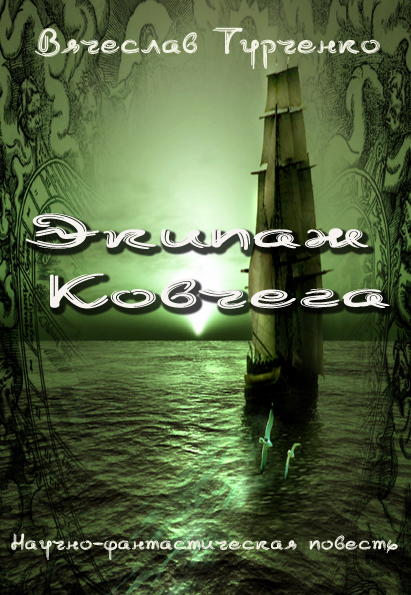 Вячеслав Турченко
Экипаж
Ковчега
Научно-фантастическая повесть